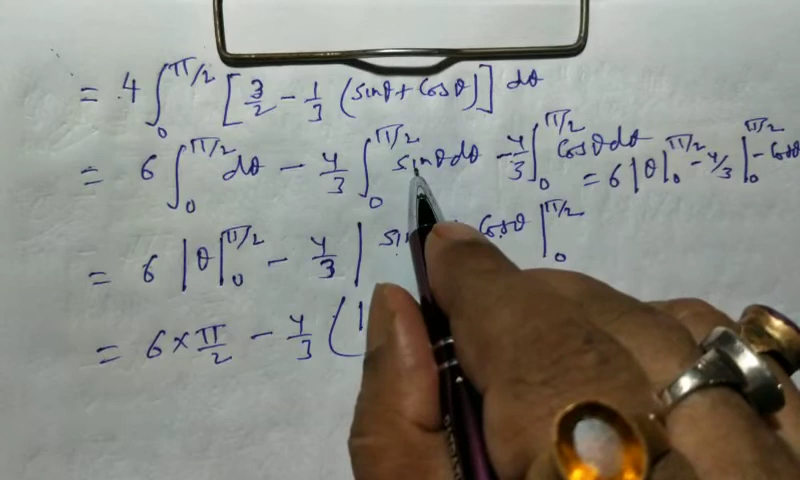 = 4 ∫₀^π/2 [3/2 - 1/3 (sinθ + cosθ)] dθ
= 6 ∫₀^π/2 dθ - 4/3 ∫₀^π/2 sinθ dθ - 4/3 ∫₀^π/2 cosθ dθ = 6 |θ|₀^π/2 - 4/3 |₀^π/2 - cosθ
= 6 |θ|₀^π/2 - 4/3 | sin cosθ |₀^π/2
= 6 × π/2 - 4/3 (1